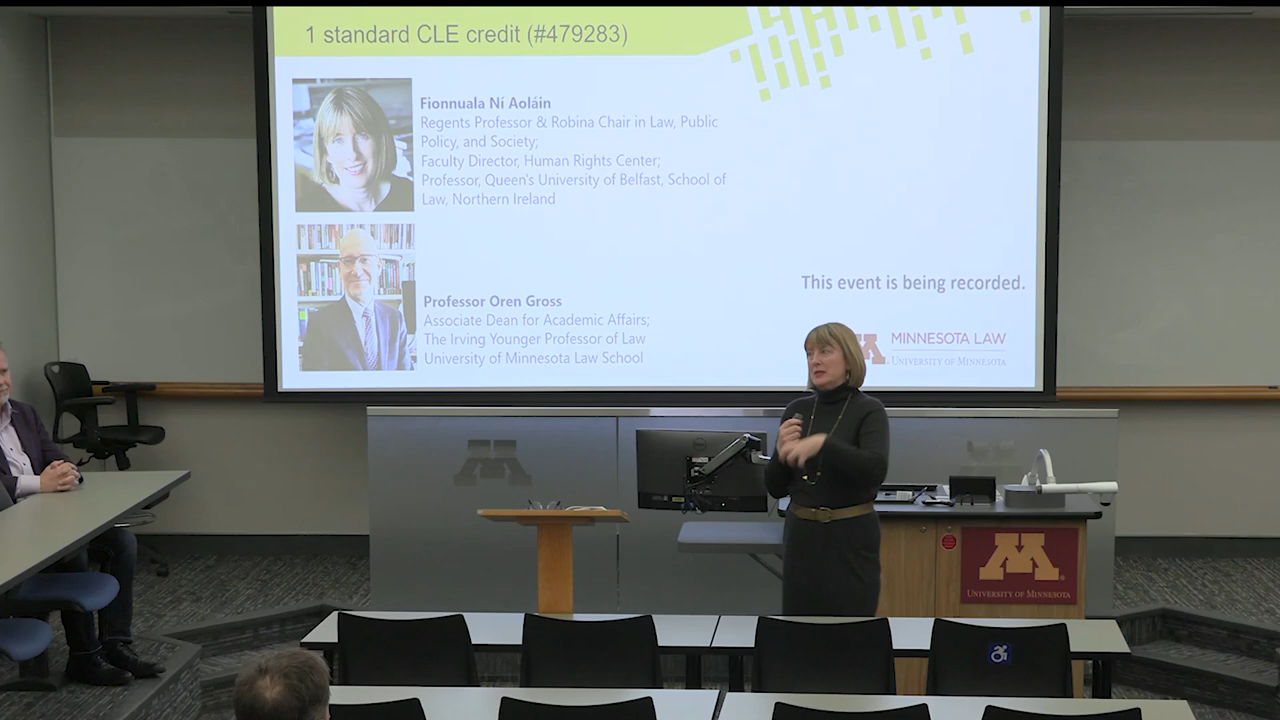 1 standard CLE credit (#479283)
Fionnuala Ní Aoláin
Regents Professor & Robina Chair in Law, Public
Policy, and Society;
Faculty Director, Human Rights Center;
Professor, Queen's University of Belfast, School of
Law, Northern Ireland
Professor Oren Gross
Associate Dean for Academic Affairs;
The Irving Younger Professor of Law
University of Minnesota Law School
This event is being recorded.
M
MINNESOTA LAW
UNIVERSITY OF MINNESOTA
M
DELL
M
UNIVERSITY OF MINNESOTA